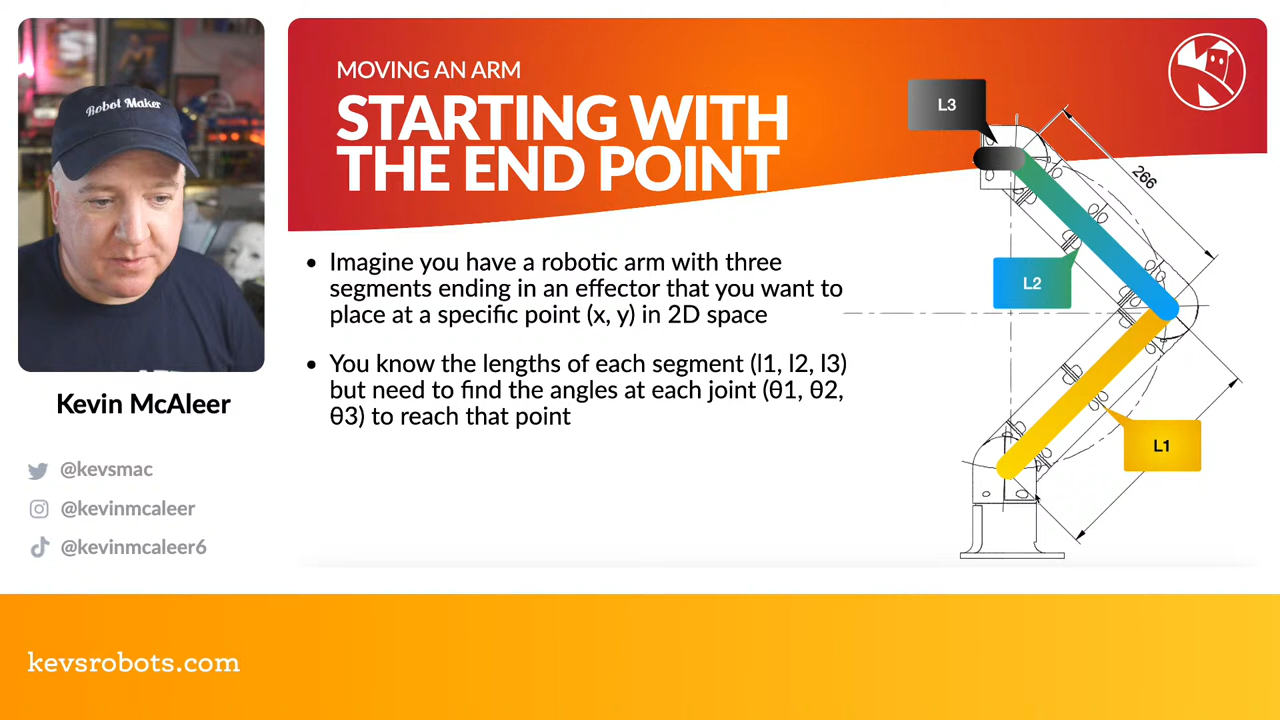 Robot Maker
Kevin McAleer
@kevsmac
@kevinmcaleer
@kevinmcaleer6
MOVING AN ARM
STARTING WITH
THE END POINT
• Imagine you have a robotic arm with three
segments ending in an effector that you want to
place at a specific point (x, y) in 2D space
• You know the lengths of each segment (l1, l2, l3)
but need to find the angles at each joint (θ1, θ2,
θ3) to reach that point
L3
266
L2
L1
kevsrobots.com